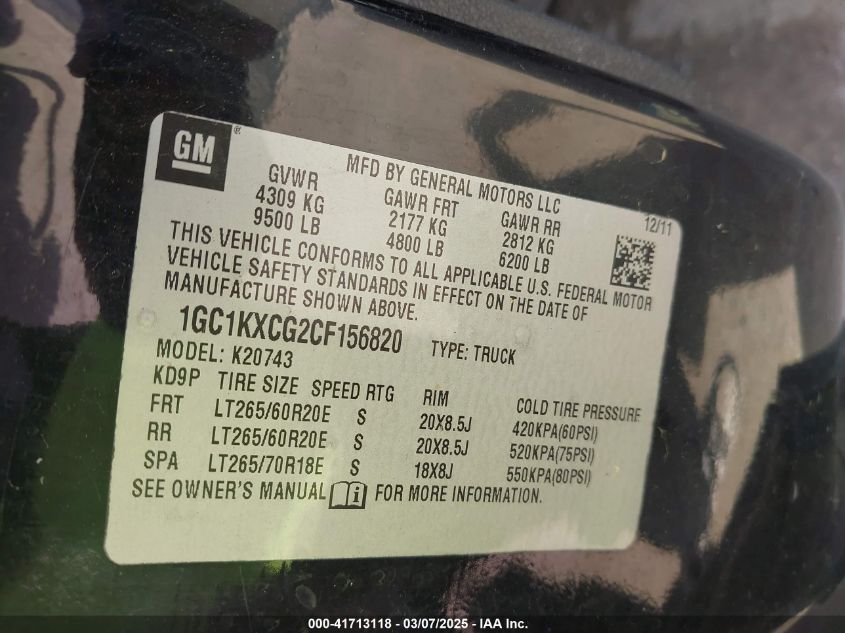 GM
MFD BY GENERAL MOTORS LLC
12/11
GVWR GAWR FRT GAWR RR
4309 KG 2177 KG 2812 KG
9500 LB 4800 LB 6200 LB
THIS VEHICLE CONFORMS TO ALL APPLICABLE U.S. FEDERAL MOTOR
VEHICLE SAFETY STANDARDS IN EFFECT ON THE DATE OF
MANUFACTURE SHOWN ABOVE.
1GC1KXCG2CF156820 TYPE: TRUCK
MODEL: K20743
KD9P TIRE SIZE SPEED RTG RIM COLD TIRE PRESSURE
FRT LT265/60R20E S 20X8.5J 420KPA(60PSI)
RR LT265/60R20E S 20X8.5J 520KPA(75PSI)
SPA LT265/70R18E S 18X8J 550KPA(80PSI)
SEE OWNER'S MANUAL i FOR MORE INFORMATION.
000-41713118 - 03/07/2025 - IAA Inc.